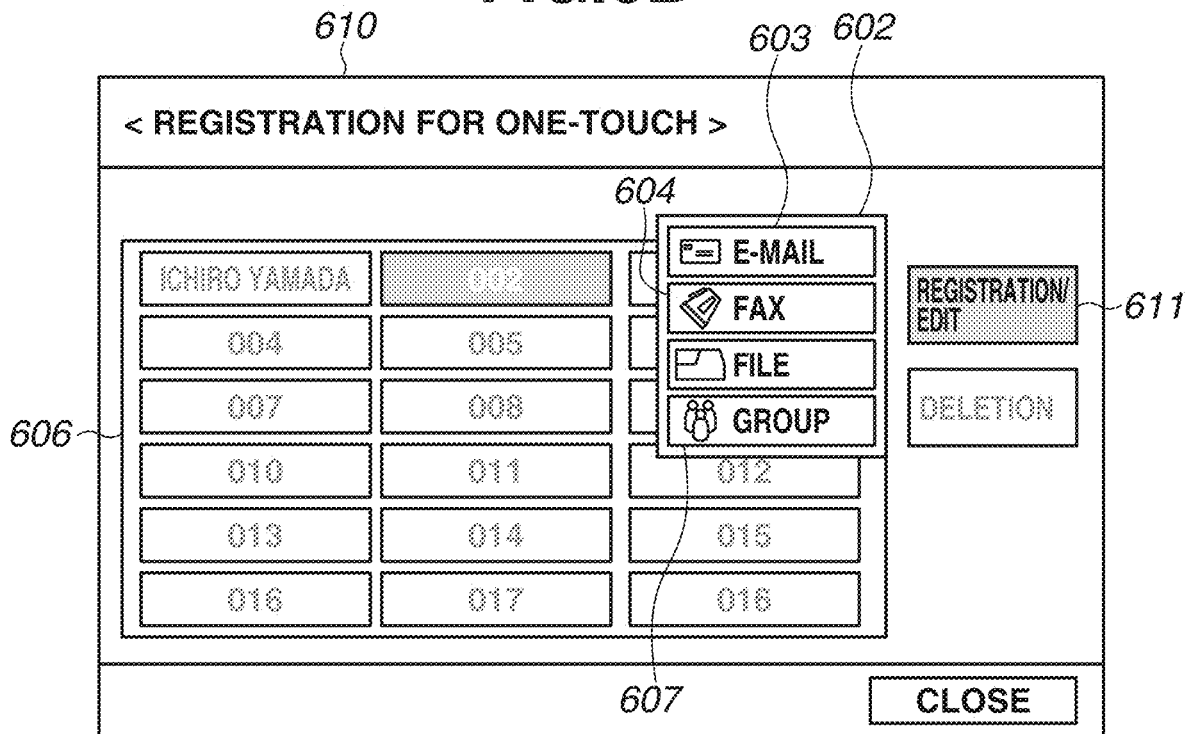 610
603 602
< REGISTRATION FOR ONE-TOUCH >
604
E-MAIL
ICHIRO YAMADA 002
REGISTRATION/
EDIT
611
FAX
004 005
FILE
007 008
DELETION
606
GROUP
010 011 012
013 014 015
016 017 018
607
CLOSE